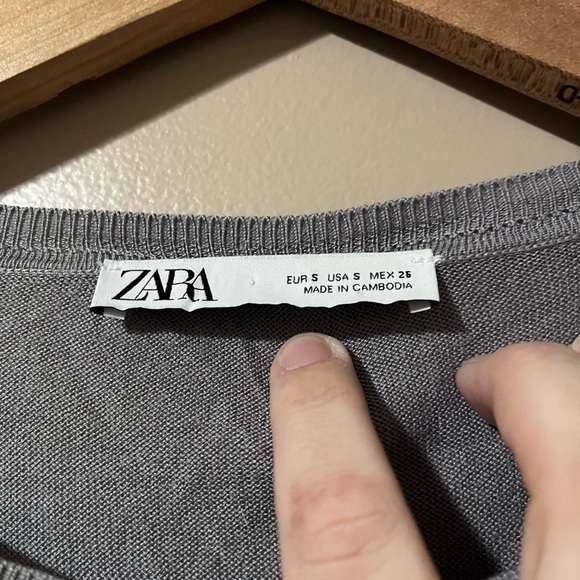 ZARA
EUR S USA S MEX 26
MADE IN CAMBODIA